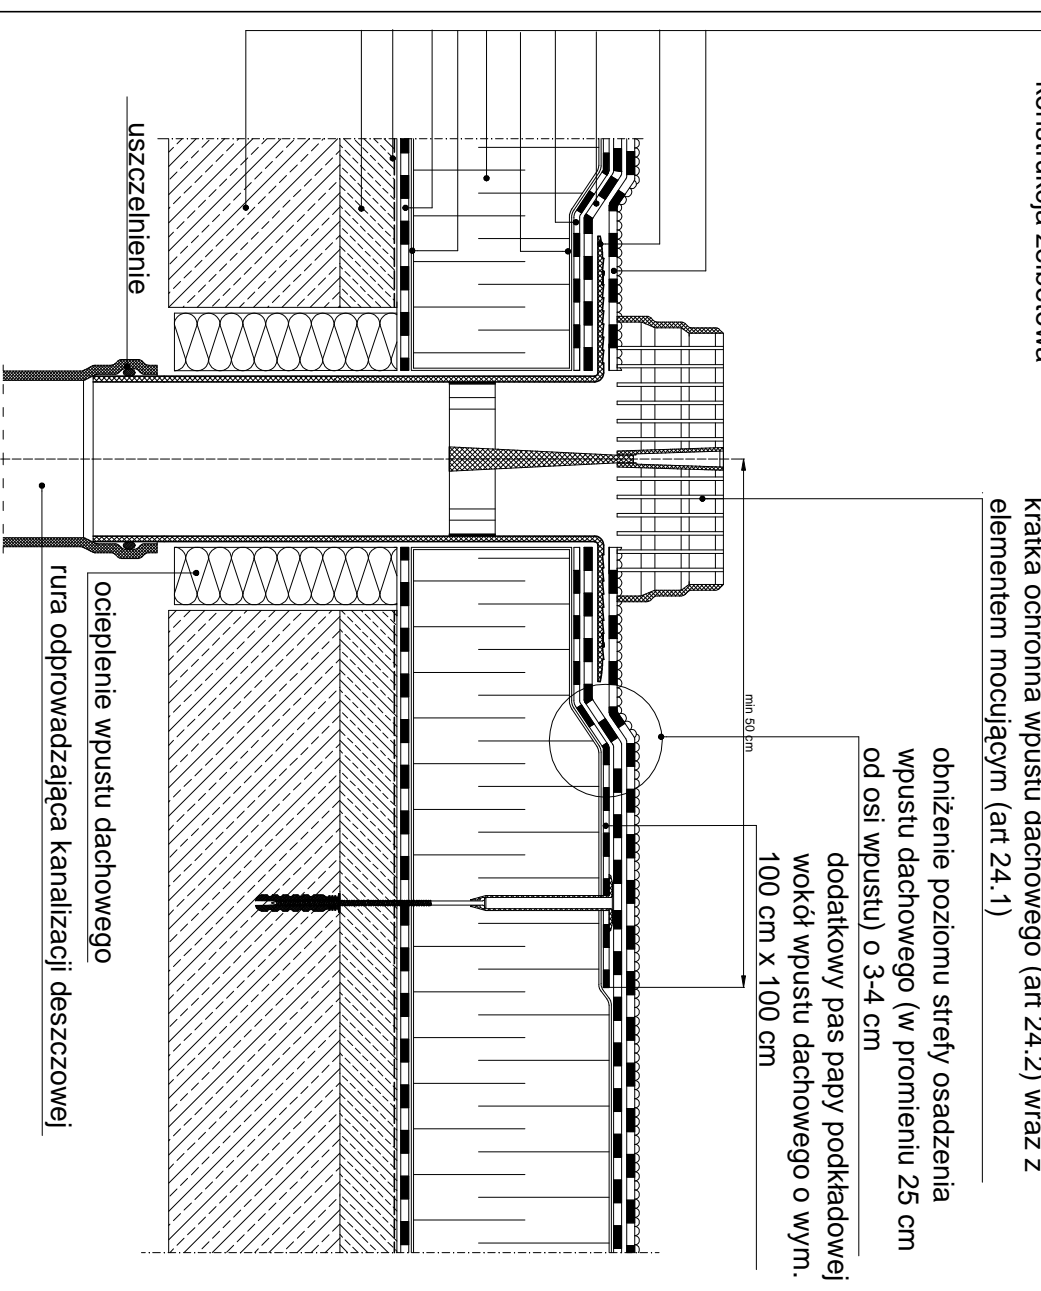 konstrukcja żelbetowa
kratka ochronna wpustu dachowego (art 24.2) wraz z
elementem mocującym (art 24.1)
obniżenie poziomu strefy osadzenia
wpustu dachowego (w promieniu 25 cm
od osi wpustu) o 3-4 cm
dodatkowy pas papy podkładowej
wokół wpustu dachowego o wym.
100 cm x 100 cm
min 50 cm
uszczelnienie
ocieplenie wpustu dachowego
rura odprowadzająca kanalizacji deszczowej